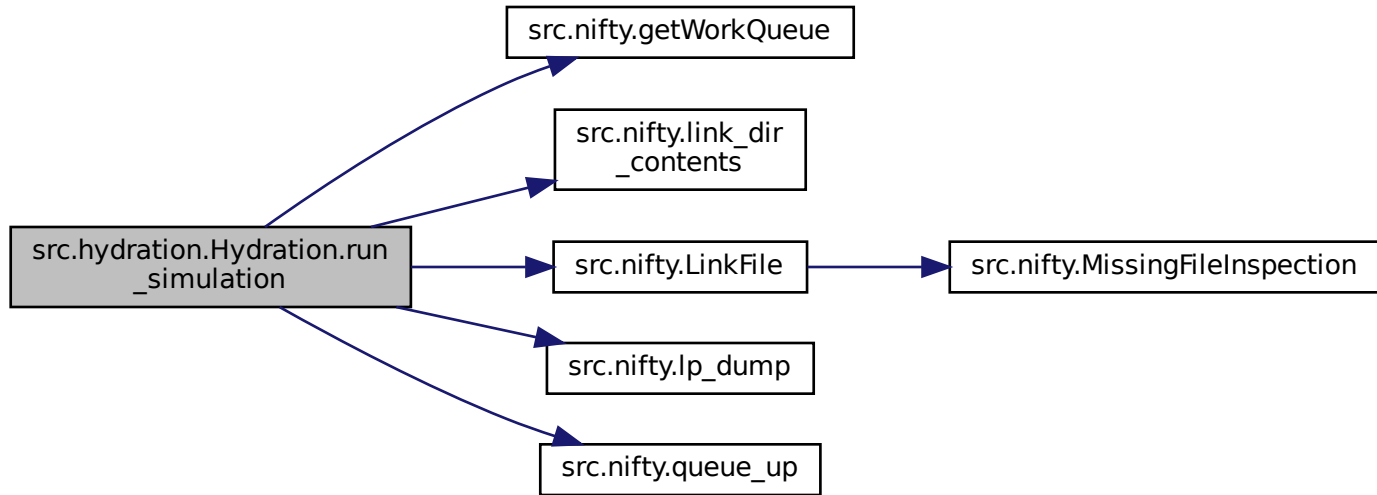 src.nifty.getWorkQueue
src.nifty.link_dir
_contents
src.hydration.Hydration.run
_simulation
src.nifty.LinkFile
src.nifty.MissingFileInspection
src.nifty.lp_dump
src.nifty.queue_up